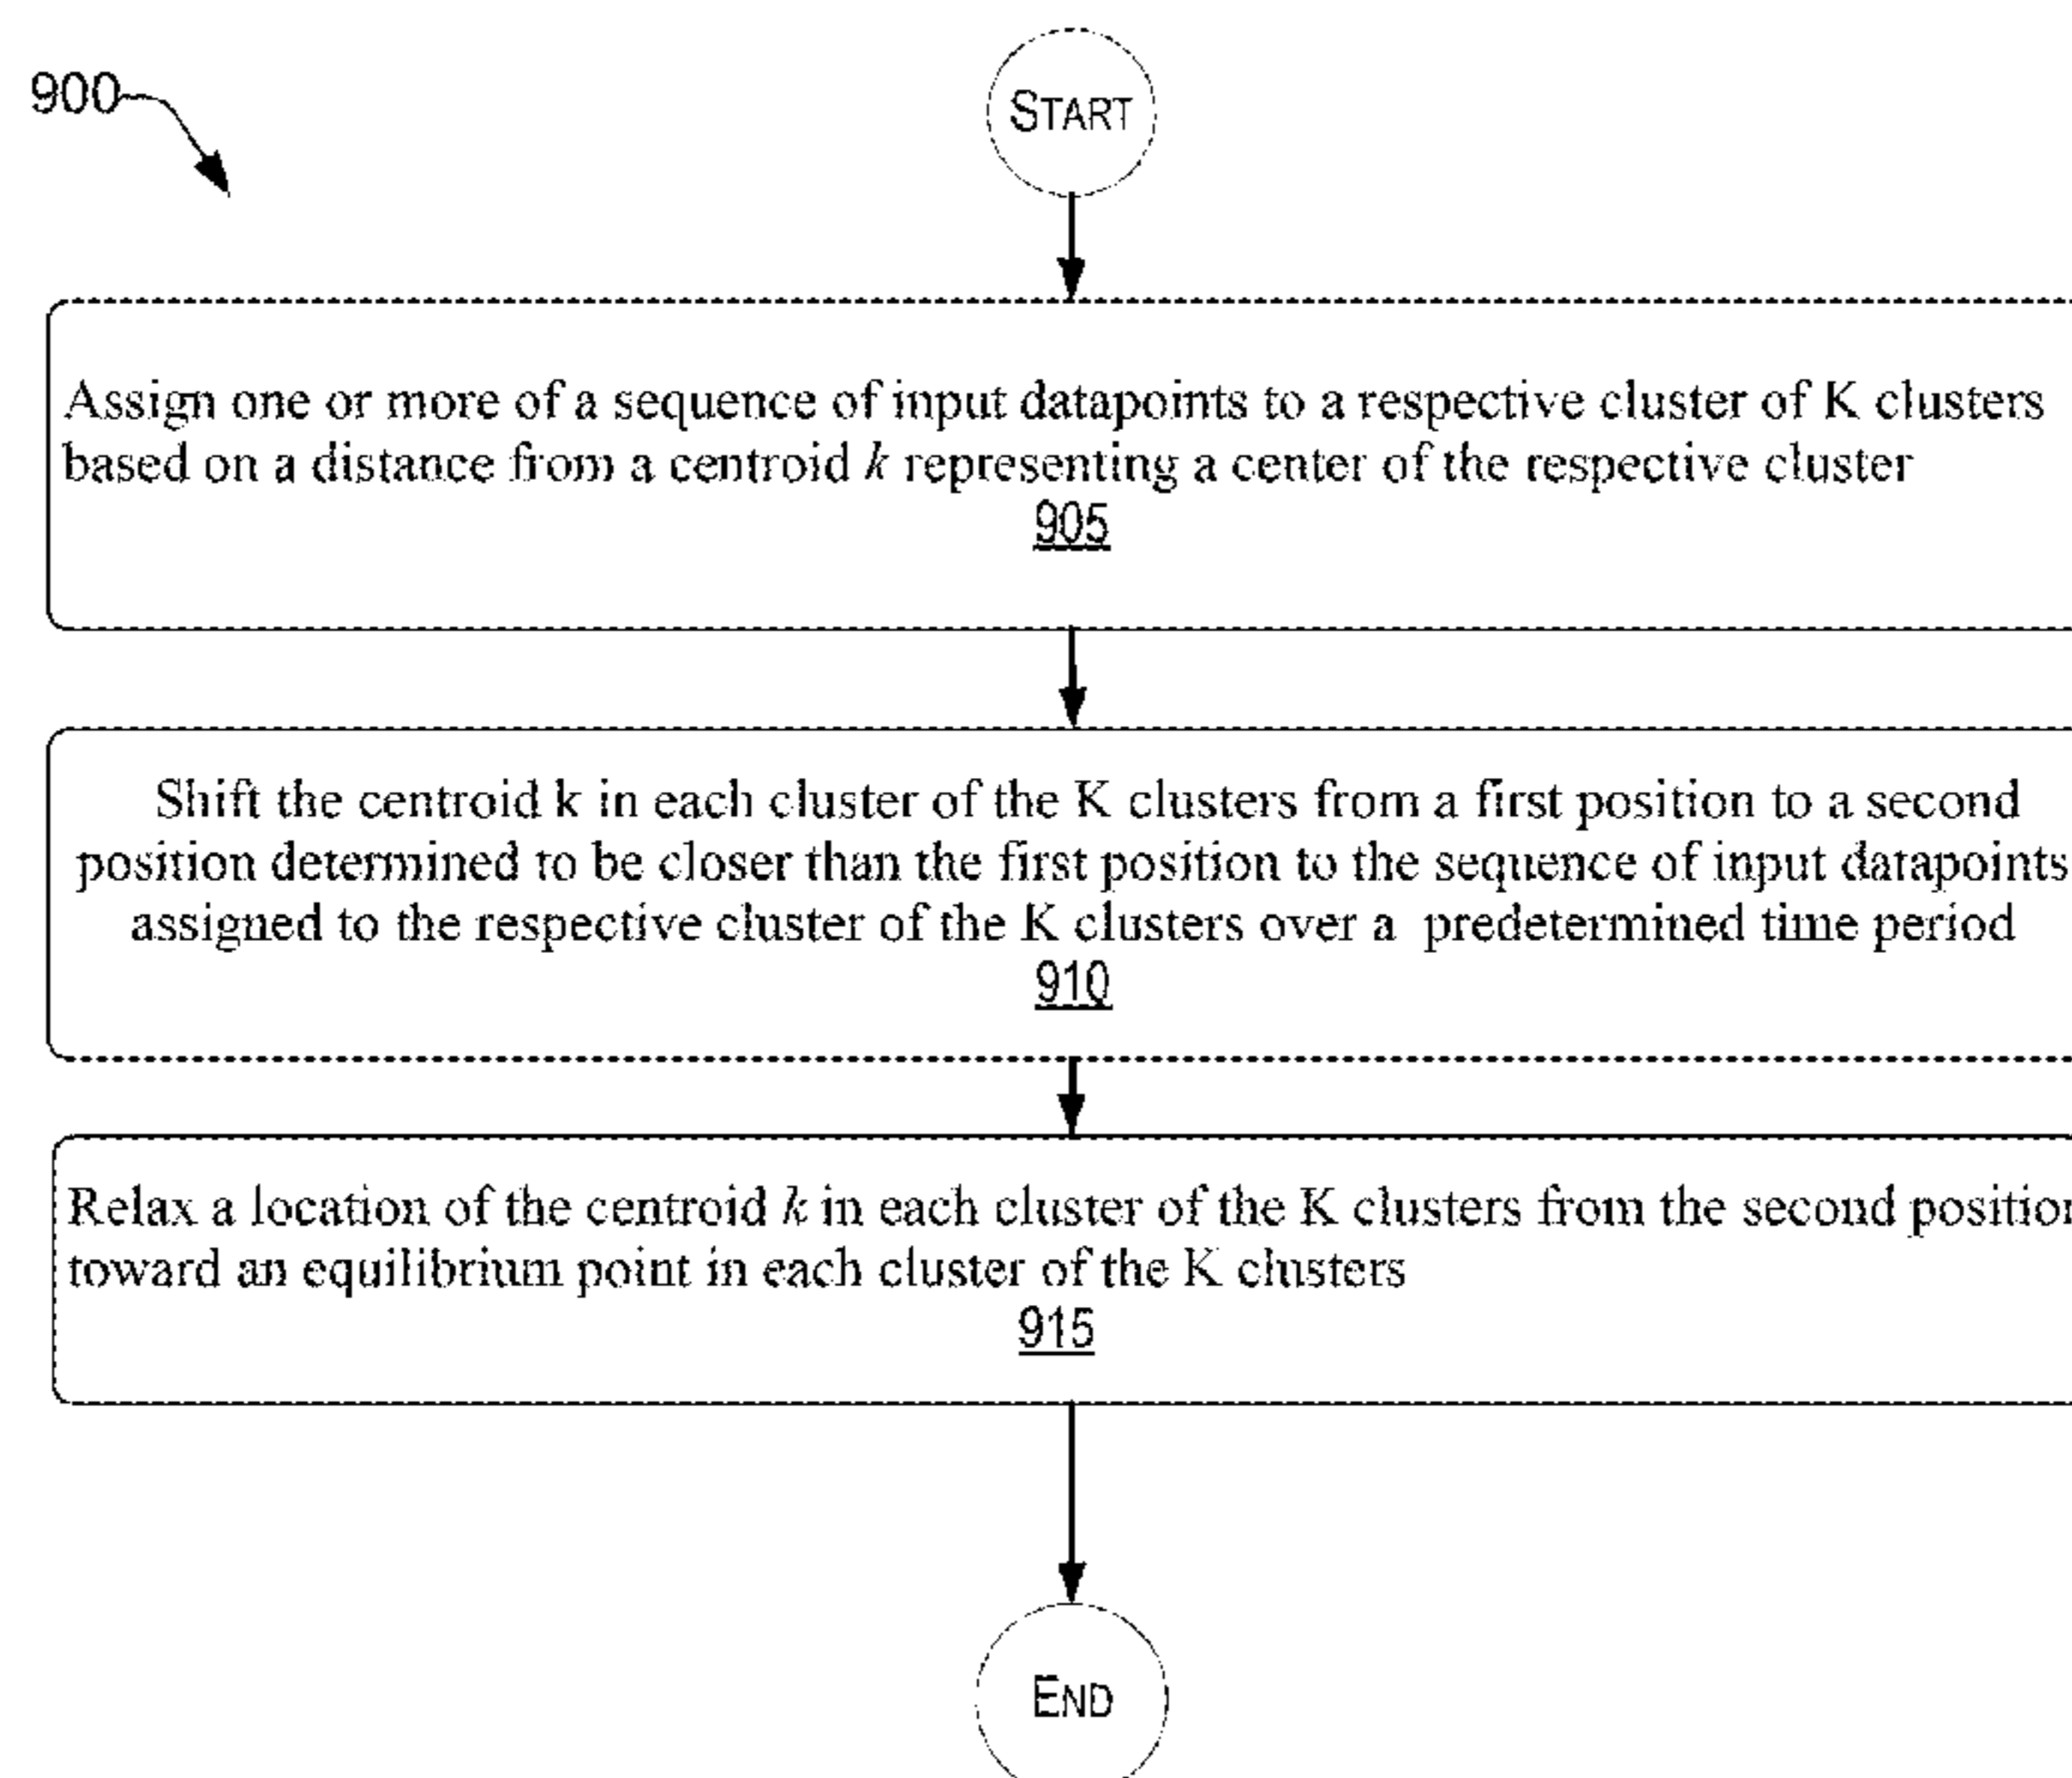 900
START
Assign one or more of a sequence of input datapoints to a respective cluster of K clusters
based on a distance from a centroid k representing a center of the respective cluster
905
Shift the centroid k in each cluster of the K clusters from a first position to a second
position determined to be closer than the first position to the sequence of input datapoints
assigned to the respective cluster of the K clusters over a predetermined time period
910
Relax a location of the centroid k in each cluster of the K clusters from the second position
toward an equilibrium point in each cluster of the K clusters
915
END